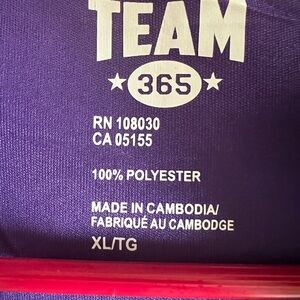 TEAM
365
RN 108030
CA 05155
100% POLYESTER
MADE IN CAMBODIA/
FABRIQUÉ AU CAMBODGE
XL/TG